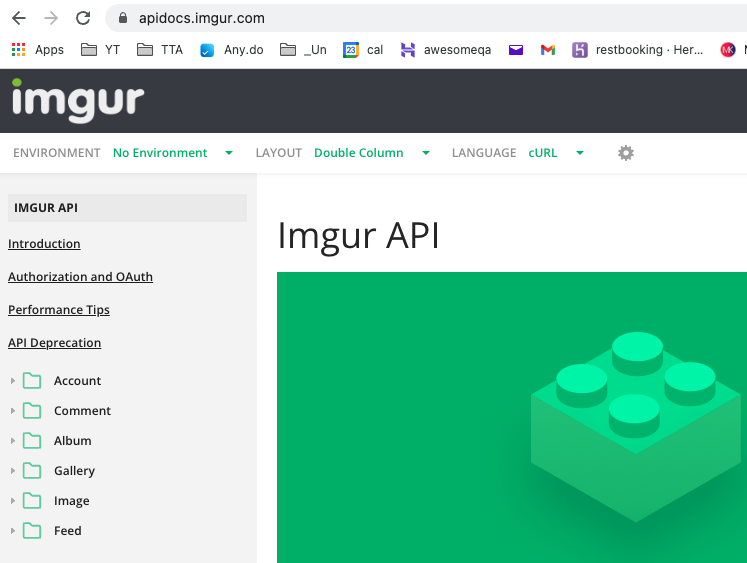 apidocs.imgur.com
Apps YT TTA Any.do _Un 23 cal awesomeqa restbooking · Her... MK
imgur
ENVIRONMENT No Environment LAYOUT Double Column LANGUAGE cURL
IMGUR API
Introduction
Authorization and OAuth
Performance Tips
API Deprecation
Account
Comment
Album
Gallery
Image
Feed
Imgur API